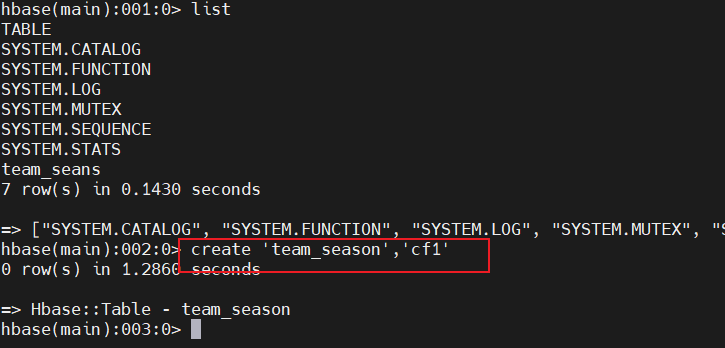 hbase(main):001:0> list
TABLE
SYSTEM.CATALOG
SYSTEM.FUNCTION
SYSTEM.LOG
SYSTEM.MUTEX
SYSTEM.SEQUENCE
SYSTEM.STATS
team_seans
7 row(s) in 0.1430 seconds
=> ["SYSTEM.CATALOG", "SYSTEM.FUNCTION", "SYSTEM.LOG", "SYSTEM.MUTEX", "S
hbase(main):002:0> create 'team_season','cf1'
0 row(s) in 1.2860 seconds
=> Hbase::Table - team_season
hbase(main):003:0>